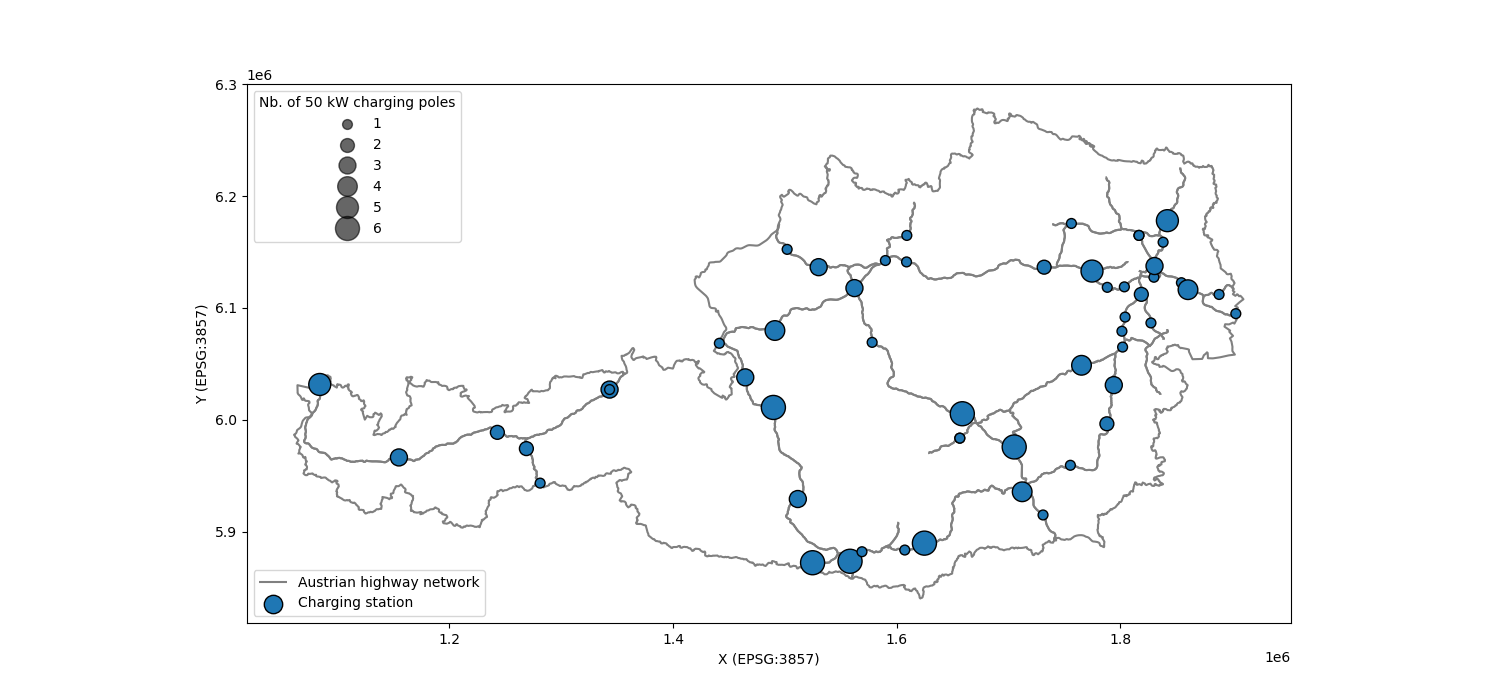 1e6
6.3
6.2
6.1
6.0
5.9
Y (EPSG:3857)
Nb. of 50 kW charging poles
1
2
3
4
5
6
Austrian highway network
Charging station
1.2 1.4 1.6 1.8
X (EPSG:3857)
1e6